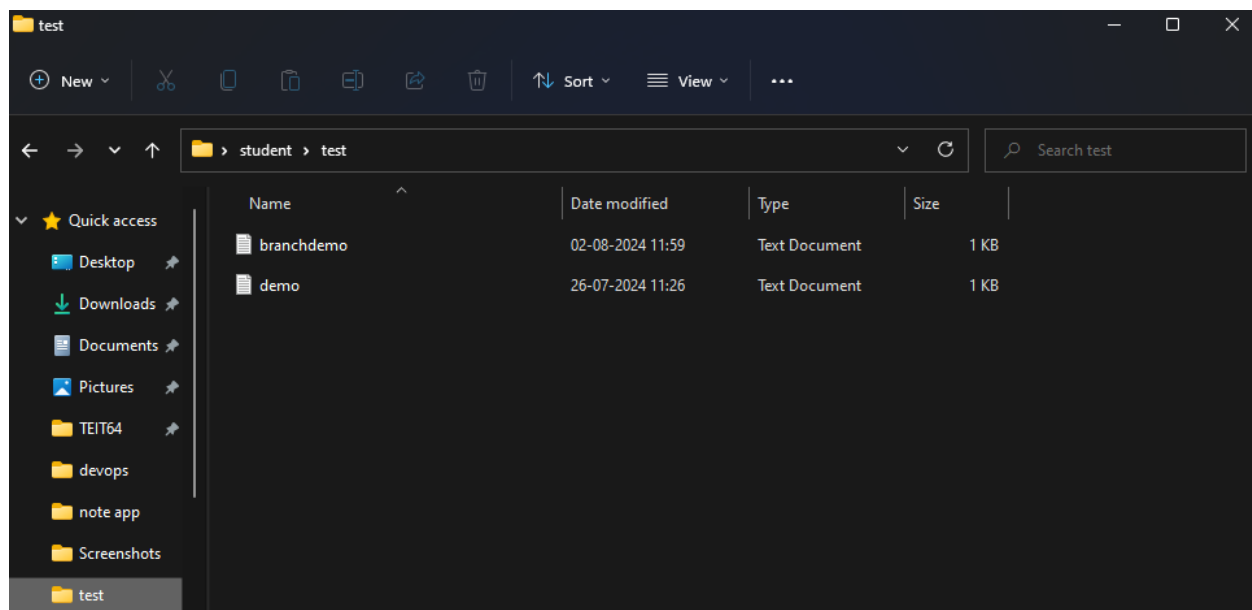 test
New Sort View
student test
Search test
Name Date modified Type Size
Quick access
branchdemo 02-08-2024 11:59 Text Document 1 KB
Desktop
demo 26-07-2024 11:26 Text Document 1 KB
Downloads
Documents
Pictures
TEIT64
devops
note app
Screenshots
test